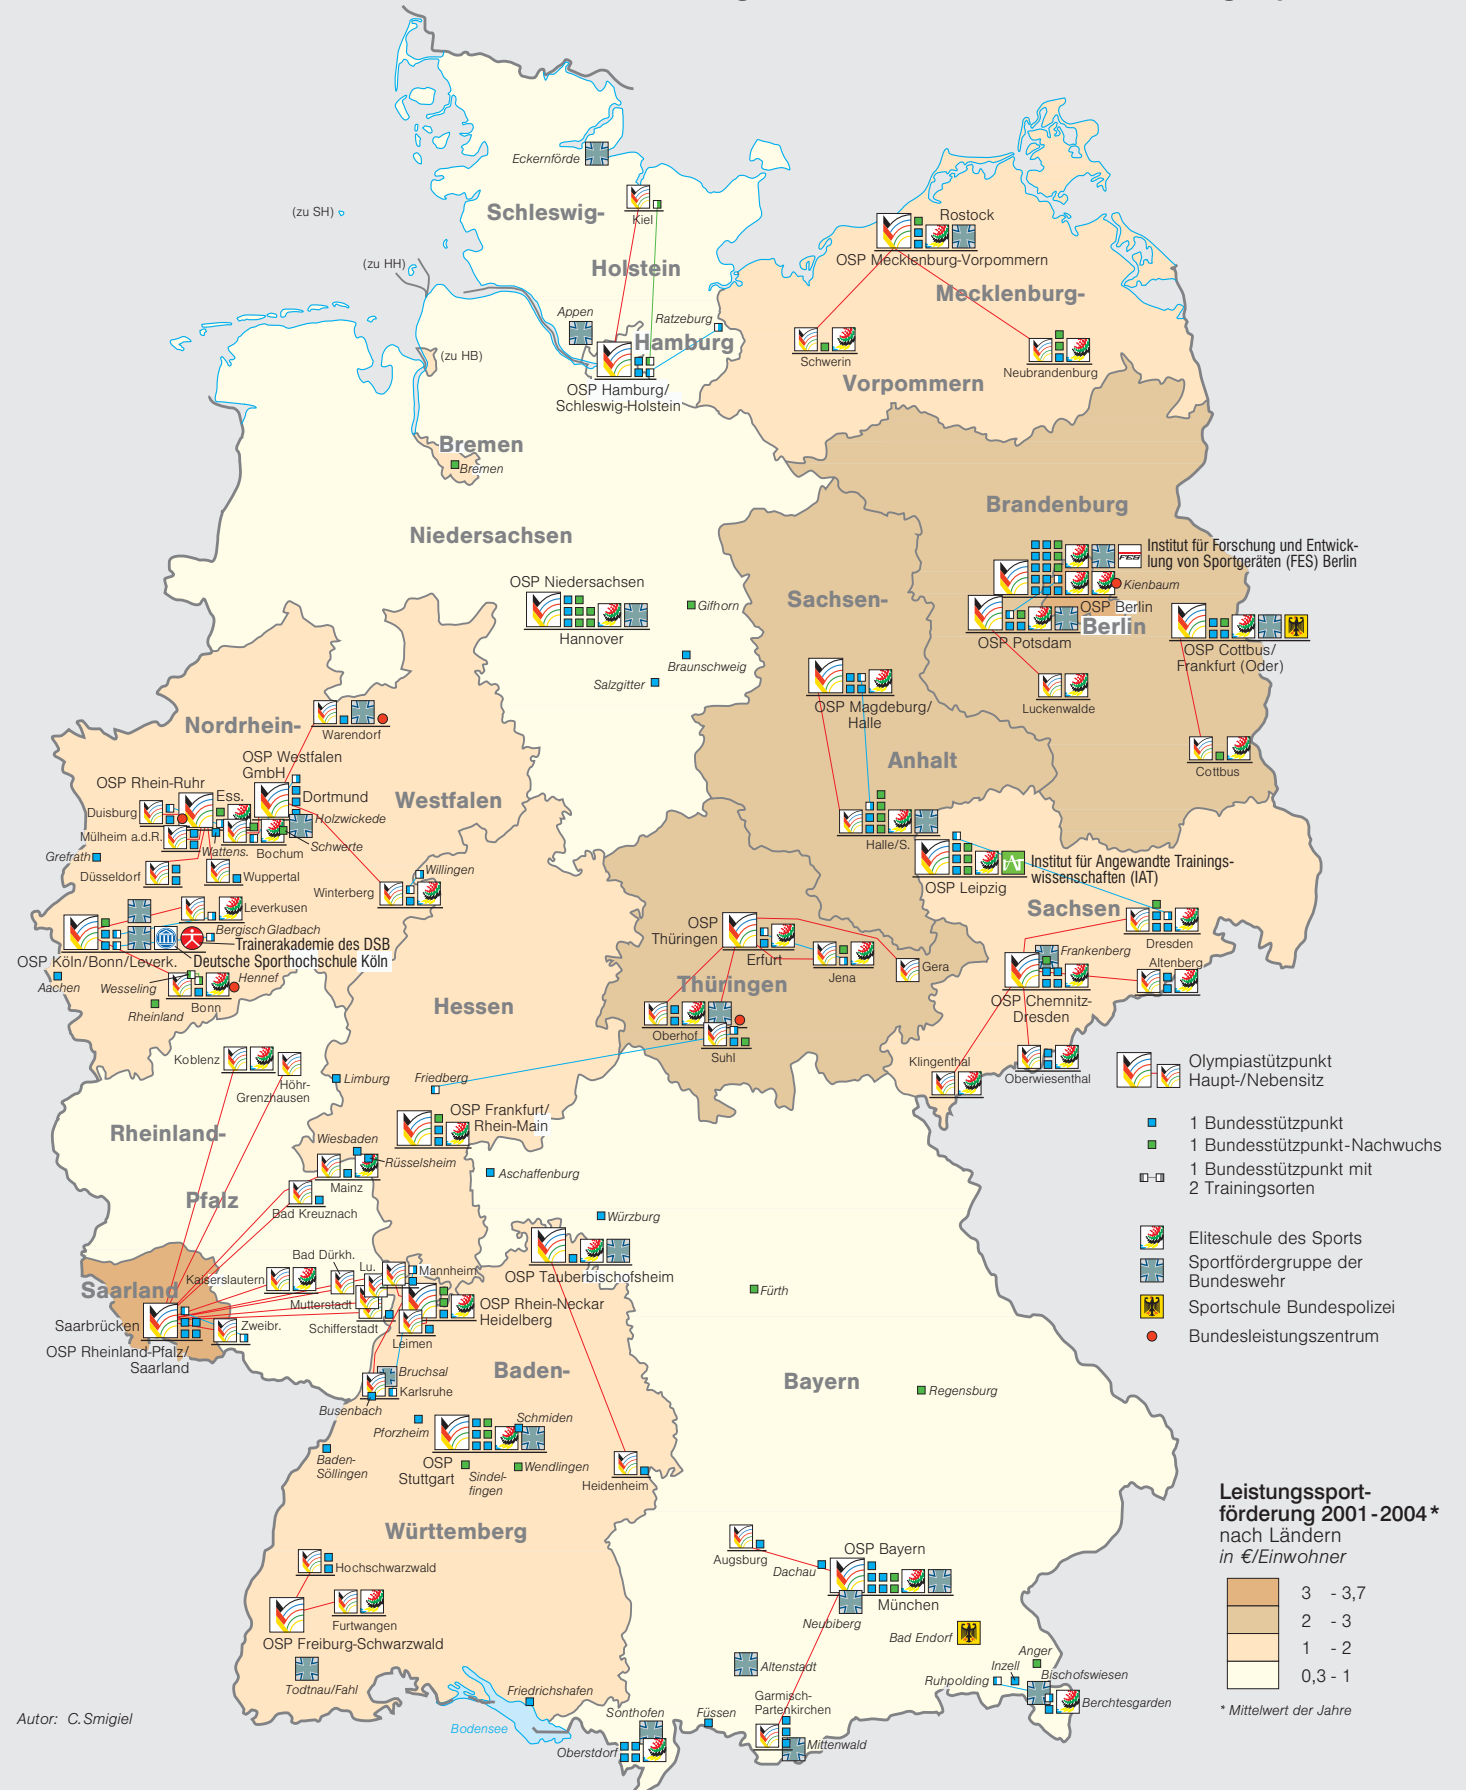 Eckernförde
Schleswig-
(zu SH)
Kiel
Rostock
OSP Mecklenburg-Vorpommern
(zu HH)
Holstein
Mecklenburg-
Appen
Ratzeburg
Hamburg
(zu HB)
Schwerin
Neubrandenburg
OSP Hamburg/
Schleswig-Holstein
Vorpommern
Bremen
Bremen
Brandenburg
Niedersachsen
Institut für Forschung und Entwick-
lung von Sportgeräten (FES) Berlin
FES
OSP Niedersachsen
Kienbaum
Sachsen-
Gifhorn
OSP Berlin
Berlin
Hannover
OSP Potsdam
OSP Cottbus/
Frankfurt (Oder)
Braunschweig
Salzgitter
Luckenwalde
OSP Magdeburg/
Halle
Nordrhein-
Warendorf
OSP Westfalen
GmbH
Anhalt
Cottbus
OSP Rhein-Ruhr
Ess.
Dortmund
Westfalen
Duisburg
Holzwickede
Mülheim a.d.R.
Wattens.
Bochum
Schwerte
Halle/S.
Grefrath
Düsseldorf
Wuppertal
Willingen
Winterberg
Institut für Angewandte Trainings-
wissenschaften (IAT)
IAT
OSP Leipzig
Sachsen
Leverkusen
Bergisch Gladbach
Trainerakademie des DSB
Deutsche Sporthochschule Köln
OSP Köln/Bonn/Leverk.
OSP
Thüringen
Erfurt
Dresden
Frankenberg
Altenberg
Aachen
Wesseling
Hennef
Jena
Gera
Rheinland
Bonn
Thüringen
Hessen
OSP Chemnitz-
Dresden
Oberhof
Suhl
Koblenz
Höhr-
Grenzhausen
Limburg
Friedberg
Klingenthal
Oberwiesenthal
Olympiastützpunkt
Haupt-/Nebensitz
OSP Frankfurt/
Rhein-Main
1 Bundesstützpunkt
1 Bundesstützpunkt-Nachwuchs
1 Bundesstützpunkt mit
2 Trainingsorten
Rheinland-
Wiesbaden
Rüsselsheim
Mainz
Aschaffenburg
Pfalz
Bad Kreuznach
Würzburg
Eliteschule des Sports
Sportfördergruppe der
Bundeswehr
Sportschule Bundespolizei
Bundesleistungszentrum
Bad Dürkh.
Lu.
Mannheim
OSP Tauberbischofsheim
Saarland
Kaiserslautern
Fürth
Mutterstadt
OSP Rhein-Neckar
Heidelberg
Saarbrücken
Zweibr.
Schifferstadt
Leimen
OSP Rheinland-Pfalz/
Saarland
Bruchsal
Karlsruhe
Baden-
Bayern
Regensburg
Busenbach
Pforzheim
Schmiden
Baden-
Söllingen
OSP
Stuttgart
Sindel-
fingen
Wendlingen
Heidenheim
Leistungssport-
förderung 2001-2004*
nach Ländern
in €/Einwohner
Württemberg
Augsburg
OSP Bayern
Dachau
Hochschwarzwald
3 - 3,7
2 - 3
1 - 2
0,3 - 1
München
Furtwangen
Neubiberg
OSP Freiburg-Schwarzwald
Bad Endorf
Anger
Inzell
Bischofswiesen
Todtnau/Fahl
Altenstadt
Ruhpolding
Berchtesgaden
Friedrichshafen
Garmisch-
Partenkirchen
* Mittelwert der Jahre
Autor: C.Smigiel
Bodensee
Sonthofen
Füssen
Mittenwald
Oberstdorf